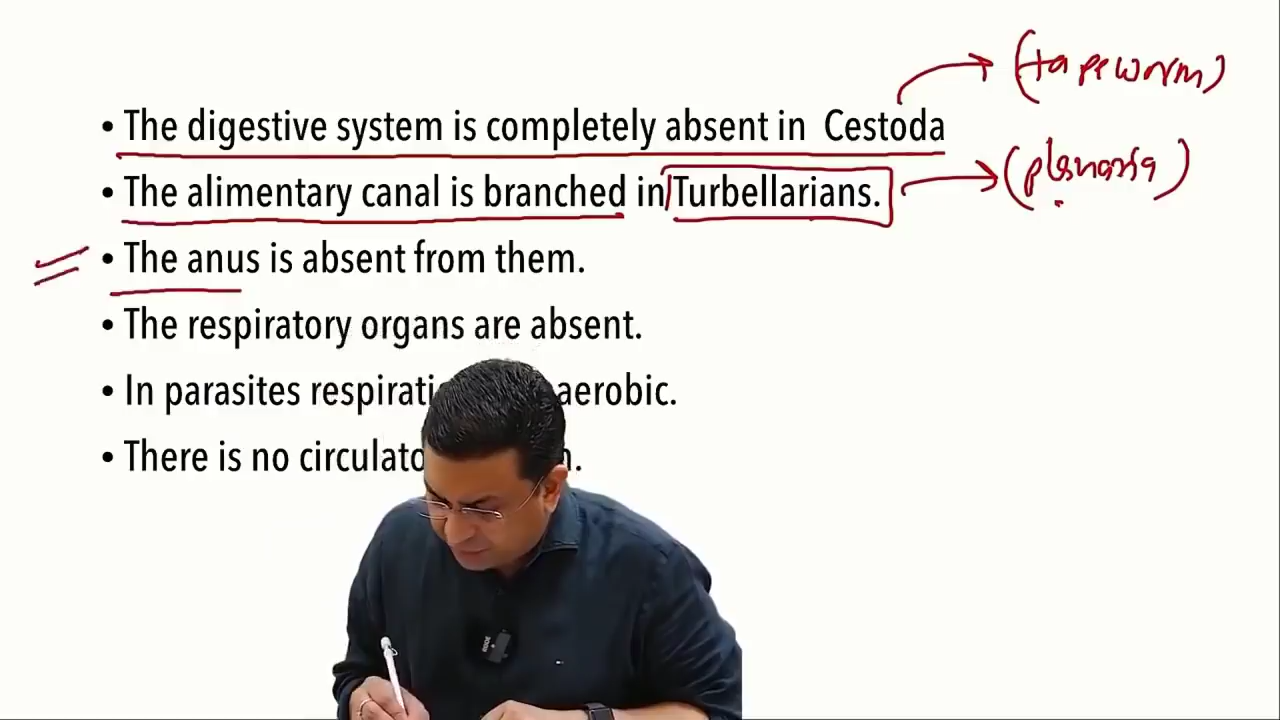 (tapeworm)
• The digestive system is completely absent in Cestoda
• The alimentary canal is branched in Turbellarians.
(planaria)
• The anus is absent from them.
• The respiratory organs are absent.
• In parasites respirati aerobic.
• There is no circulato